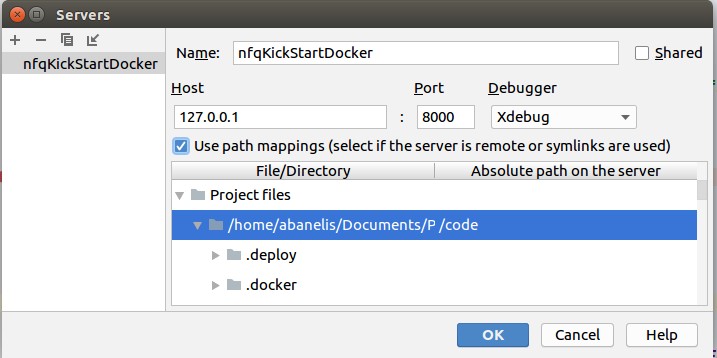 Servers
nfqKickStartDocker
Name: nfqKickStartDocker Shared
Host Port Debugger
127.0.0.1 : 8000 Xdebug
Use path mappings (select if the server is remote or symlinks are used)
File/Directory Absolute path on the server
Project files
/home/abanelis/Documents/P /code
.deploy
.docker
OK Cancel Help